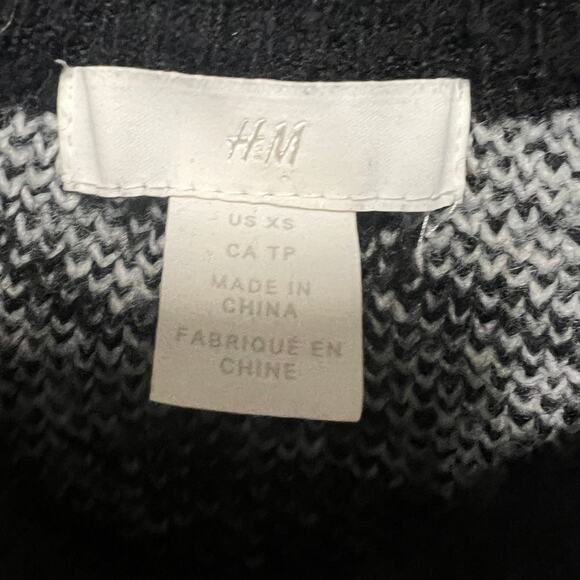 H&M
US XS
CA TP
MADE IN
CHINA
FABRIQUÉ EN
CHINE